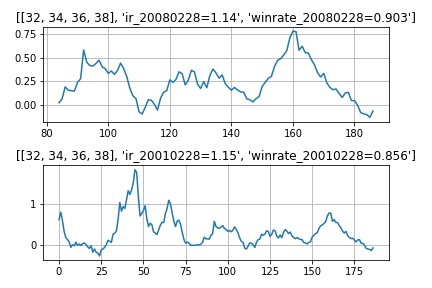 [[32, 34, 36, 38], 'ir_20080228=1.14', 'winrate_20080228=0.903']
0.75
0.50
0.25
0.00
80 100 120 140 160 180
[[32, 34, 36, 38], 'ir_20010228=1.15', 'winrate_20010228=0.856']
1
0
0 25 50 75 100 125 150 175